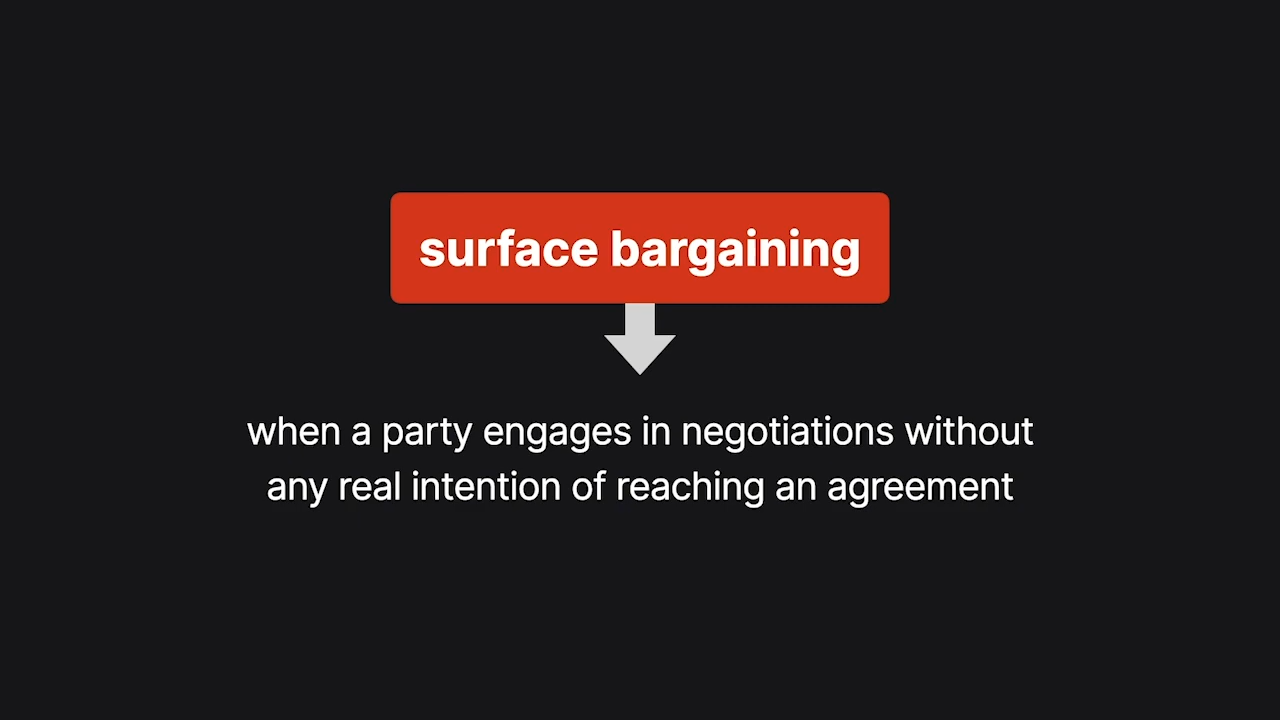 surface bargaining
when a party engages in negotiations without
any real intention of reaching an agreement